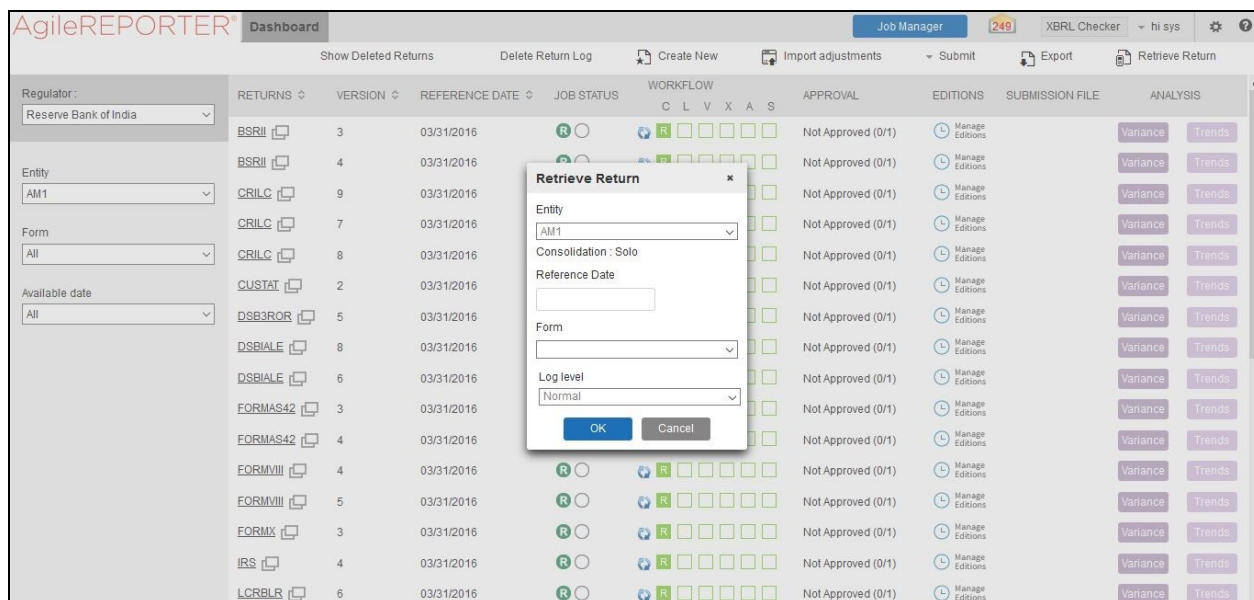 AgileREPORTER® Dashboard Job Manager 249 XBRL Checker hi sys
Show Deleted Returns Delete Return Log Create New Import adjustments Submit Export Retrieve Return
Regulator :
Reserve Bank of India
Entity
AM1
Form
All
Available date
All
RETURNS VERSION REFERENCE DATE JOB STATUS WORKFLOW APPROVAL EDITIONS SUBMISSION FILE ANALYSIS
C L V X A S
BSRII 3 03/31/2016 R R Not Approved (0/1) Manage Editions Variance Trends
BSRII 4 03/31/2016 R R Not Approved (0/1) Manage Editions Variance Trends
CRILC 9 03/31/2016 Not Approved (0/1) Manage Editions Variance Trends
CRILC 7 03/31/2016 Not Approved (0/1) Manage Editions Variance Trends
CRILC 8 03/31/2016 Not Approved (0/1) Manage Editions Variance Trends
CUSTAT 2 03/31/2016 Not Approved (0/1) Manage Editions Variance Trends
DSB3ROR 5 03/31/2016 Not Approved (0/1) Manage Editions Variance Trends
DSBIALE 8 03/31/2016 Not Approved (0/1) Manage Editions Variance Trends
DSBIALE 6 03/31/2016 Not Approved (0/1) Manage Editions Variance Trends
FORMAS42 3 03/31/2016 Not Approved (0/1) Manage Editions Variance Trends
FORMAS42 4 03/31/2016 Not Approved (0/1) Manage Editions Variance Trends
FORMVIII 4 03/31/2016 R R Not Approved (0/1) Manage Editions Variance Trends
FORMVIII 5 03/31/2016 R R Not Approved (0/1) Manage Editions Variance Trends
FORMX 3 03/31/2016 R R Not Approved (0/1) Manage Editions Variance Trends
IRS 4 03/31/2016 R R Not Approved (0/1) Manage Editions Variance Trends
LCRBLR 6 03/31/2016 R R Not Approved (0/1) Manage Editions Variance Trends
Retrieve Return
Entity
AM1
Consolidation : Solo
Reference Date
Form
Log level
Normal
OK Cancel